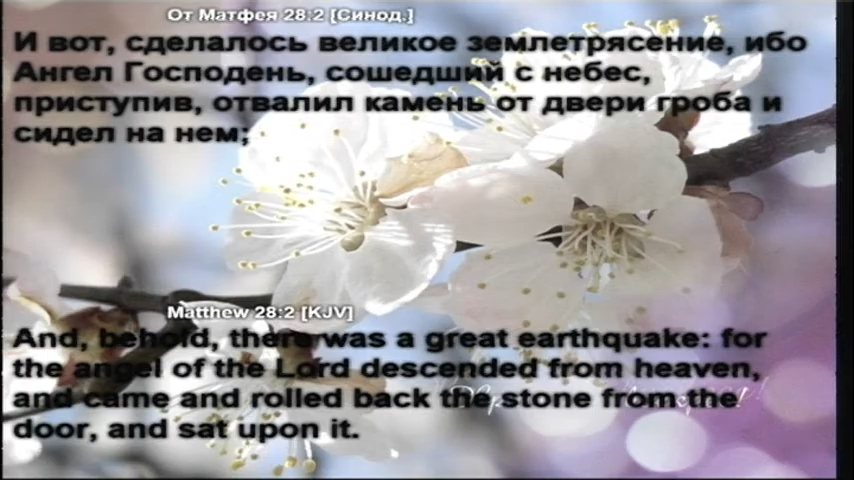 От Матфея 28:2 [Синод.]
И вот, сделалось великое землетрясение, ибо
Ангел Господень, сошедший с небес,
приступив, отвалил камень от двери гроба и
сидел на нем;
Matthew 28:2 [KJV]
And, behold, there was a great earthquake: for
the angel of the Lord descended from heaven,
and came and rolled back the stone from the
door, and sat upon it.